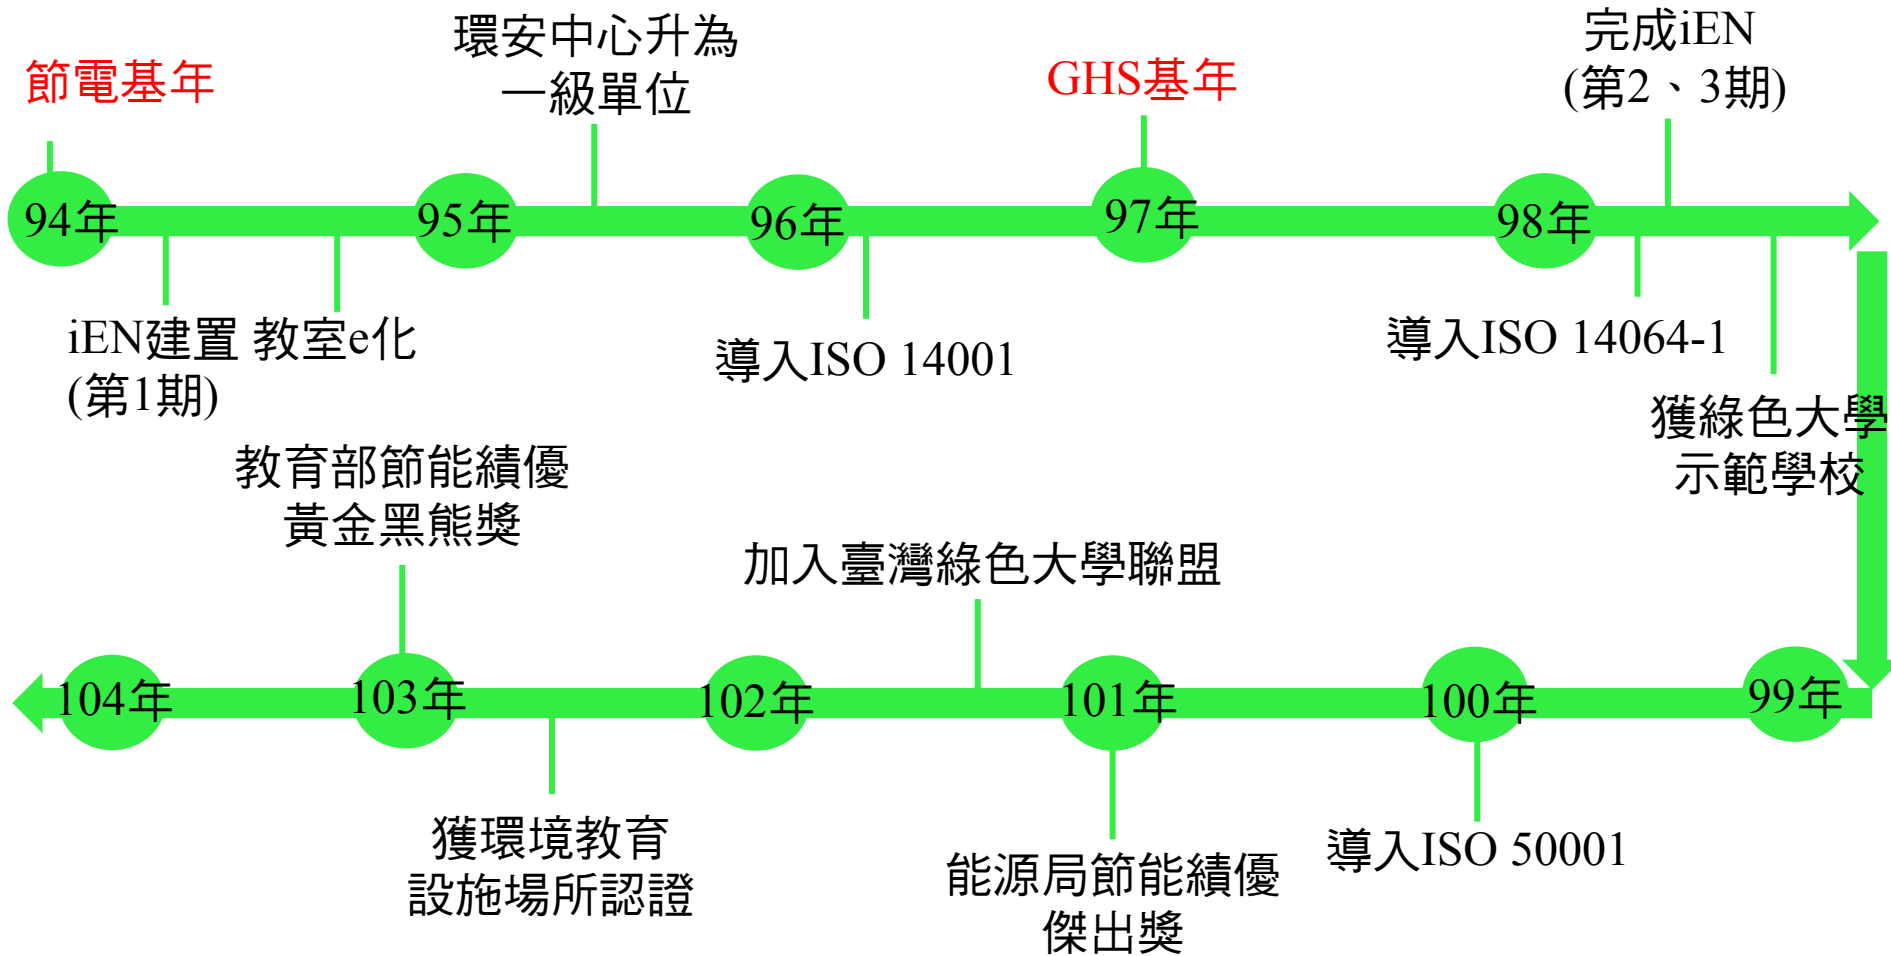 節電基年
環安中心升為
一級單位
GHS基年
完成iEN
(第2、3期)
94年
95年
96年
97年
98年
iEN建置 教室e化
(第1期)
導入ISO 14001
導入ISO 14064-1
獲綠色大學
示範學校
教育部節能績優
黃金黑熊獎
加入臺灣綠色大學聯盟
104年
103年
102年
101年
100年
99年
獲環境教育
設施場所認證
能源局節能績優
傑出獎
導入ISO 50001